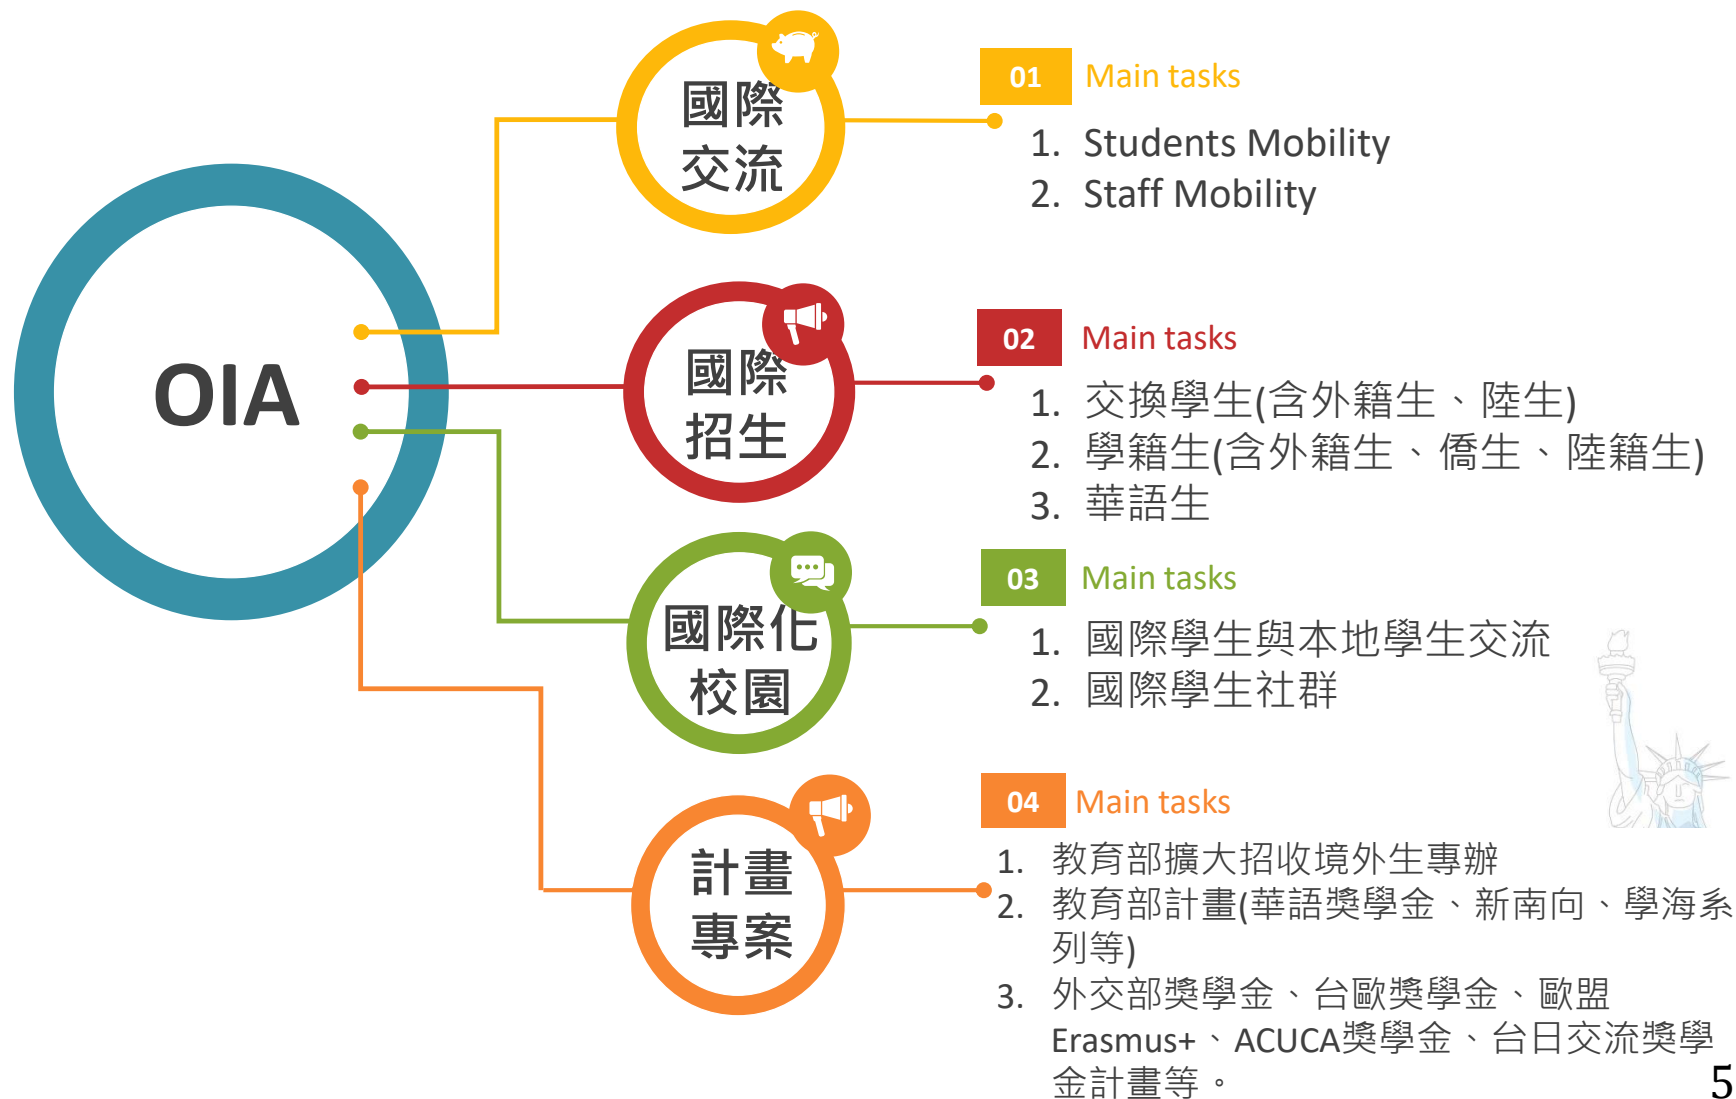 OIA
國際
交流
01 Main tasks
1. Students Mobility
2. Staff Mobility
國際
招生
02 Main tasks
1. 交換學生(含外籍生、陸生)
2. 學籍生(含外籍生、僑生、陸籍生)
3. 華語生
國際化
校園
03 Main tasks
1. 國際學生與本地學生交流
2. 國際學生社群
計畫
專案
04 Main tasks
1. 教育部擴大招收境外生專辦
2. 教育部計畫(華語獎學金、新南向、學海系
列等)
3. 外交部獎學金、台歐獎學金、歐盟
Erasmus+、ACUCA獎學金、台日交流獎學
金計畫等。
5